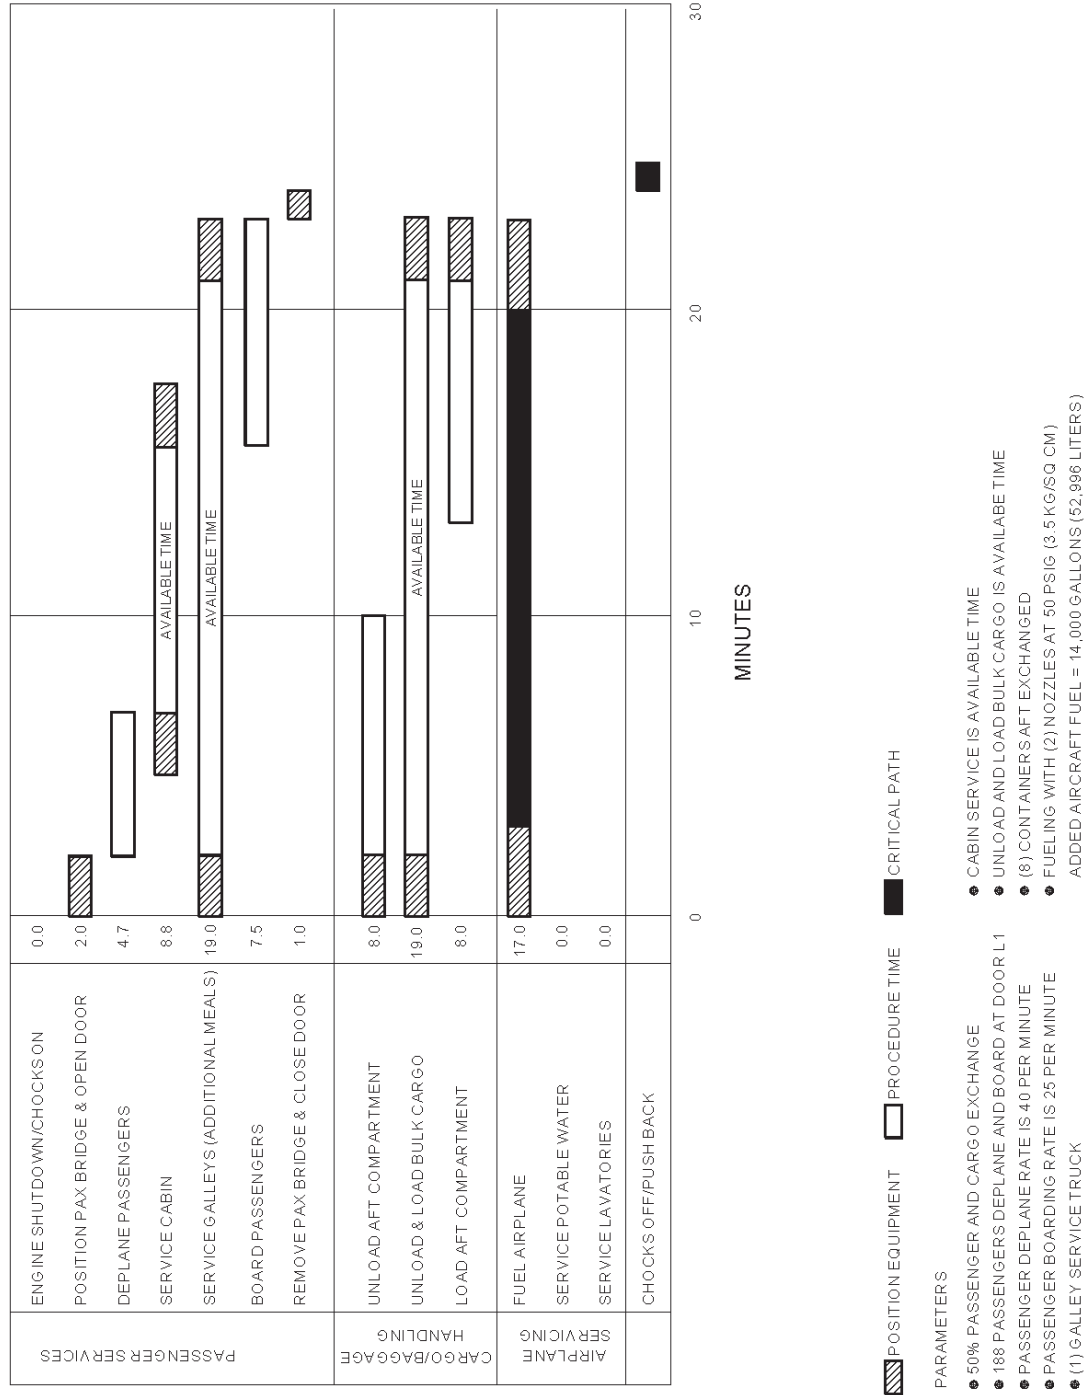 PASSENGER SERVICES
ENGINE SHUTDOWN/CHOCKS ON 0.0
POSITION PAX BRIDGE & OPEN DOOR 2.0
DEPLANE PASSENGERS 4.7
SERVICE CABIN 8.8 AVAILABLE TIME
SERVICE GALLEYS (ADDITIONAL MEALS) 19.0 AVAILABLE TIME
BOARD PASSENGERS 7.5
REMOVE PAX BRIDGE & CLOSE DOOR 1.0
CARGO/BAGGAGE
HANDLING
UNLOAD AFT COMPARTMENT 8.0
UNLOAD & LOAD BULK CARGO 19.0 AVAILABLE TIME
LOAD AFT COMPARTMENT 8.0
AIRPLANE
SERVICING
FUEL AIRPLANE 17.0
SERVICE POTABLE WATER 0.0
SERVICE LAVATORIES 0.0
CHOCKS OFF/PUSH BACK
0 10 20 30
MINUTES
POSITION EQUIPMENT PROCEDURE TIME CRITICAL PATH
PARAMETERS
● 50% PASSENGER AND CARGO EXCHANGE
● 188 PASSENGERS DEPLANE AND BOARD AT DOOR L1
● PASSENGER DEPLANE RATE IS 40 PER MINUTE
● PASSENGER BOARDING RATE IS 25 PER MINUTE
● (1) GALLEY SERVICE TRUCK
● CABIN SERVICE IS AVAILABLE TIME
● UNLOAD AND LOAD BULK CARGO IS AVAILABE TIME
● (8) CONTAINERS AFT EXCHANGED
● FUELING WITH (2) NOZZLES AT 50 PSIG (3.5 KG/SQ CM)
ADDED AIRCRAFT FUEL = 14,000 GALLONS (52,996 LITERS)